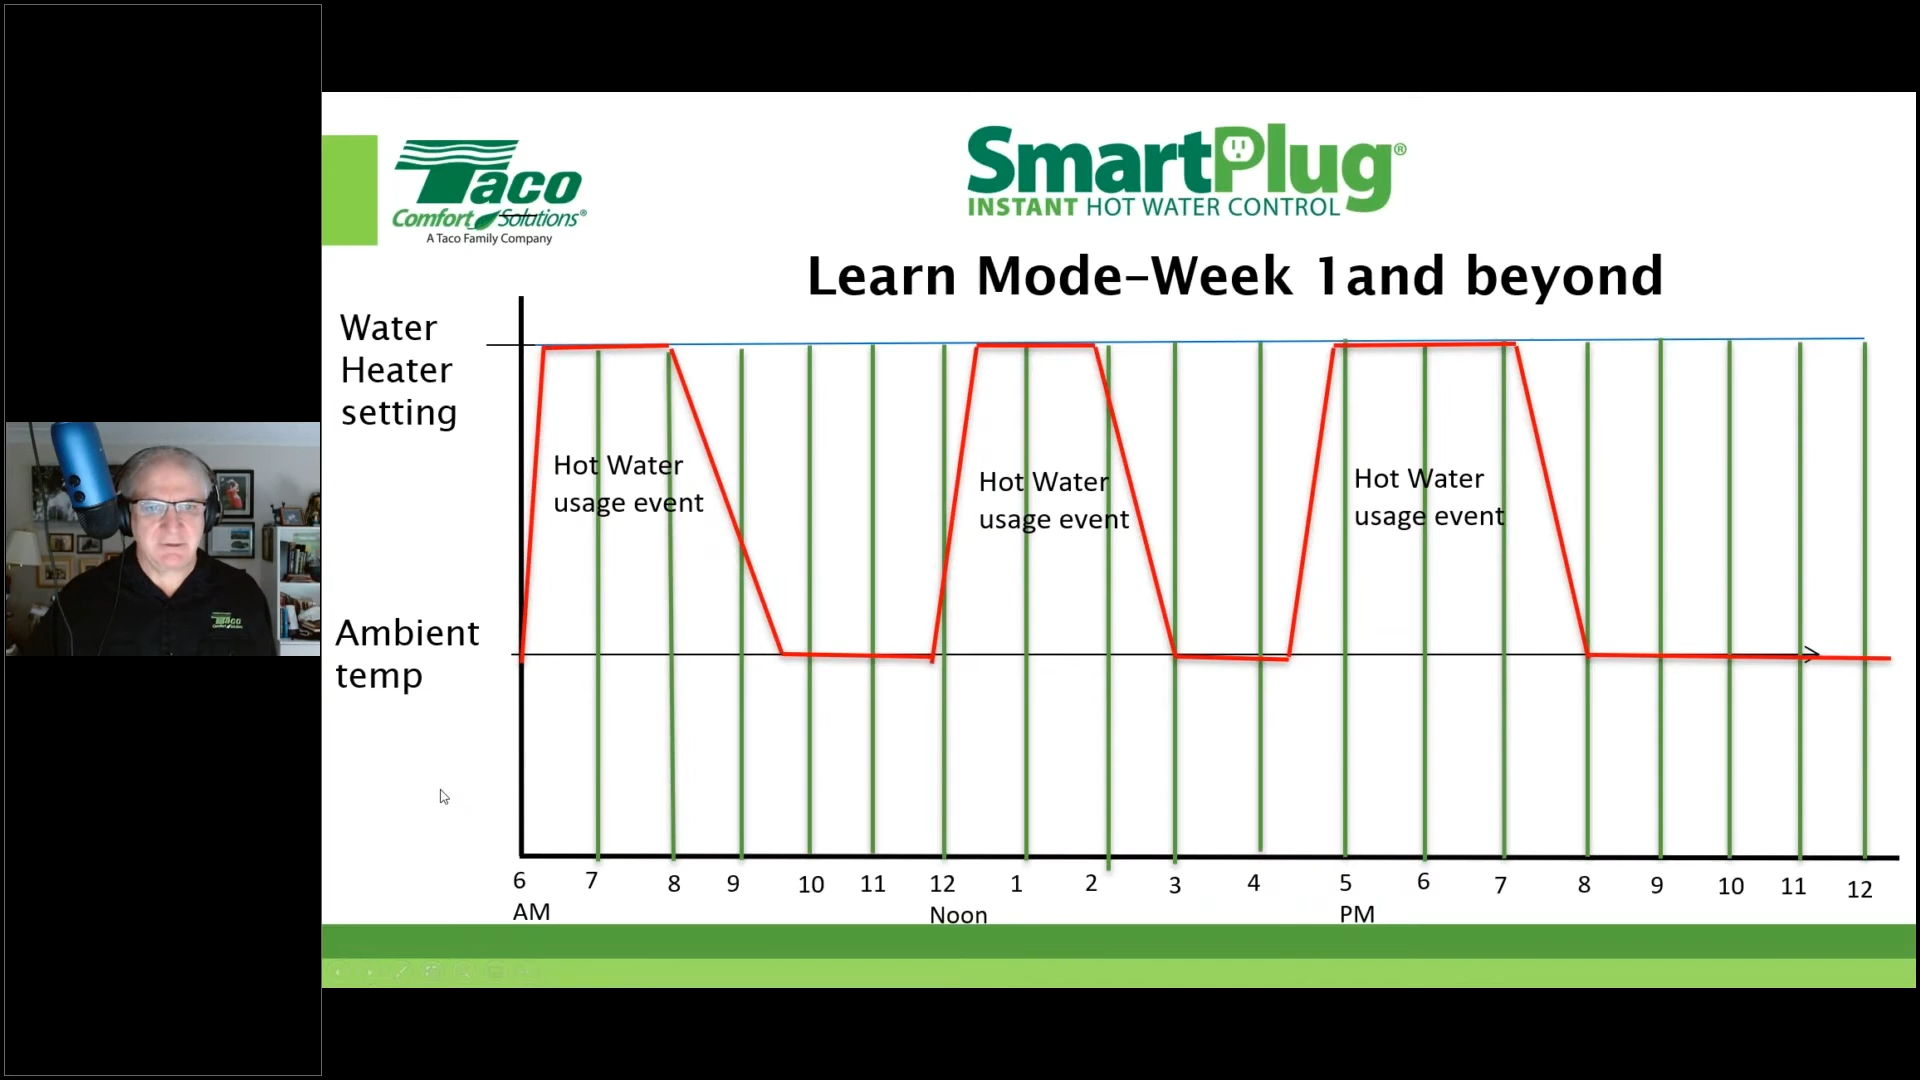 Taco
Comfort Solutions®
A Taco Family Company
SmartPlug®
INSTANT HOT WATER CONTROL
Learn Mode–Week 1and beyond
Water
Heater
setting
Hot Water
usage event
Hot Water
usage event
Hot Water
usage event
Ambient
temp
6 7 8 9 10 11 12 1 2 3 4 5 6 7 8 9 10 11 12
AM Noon PM
Taco